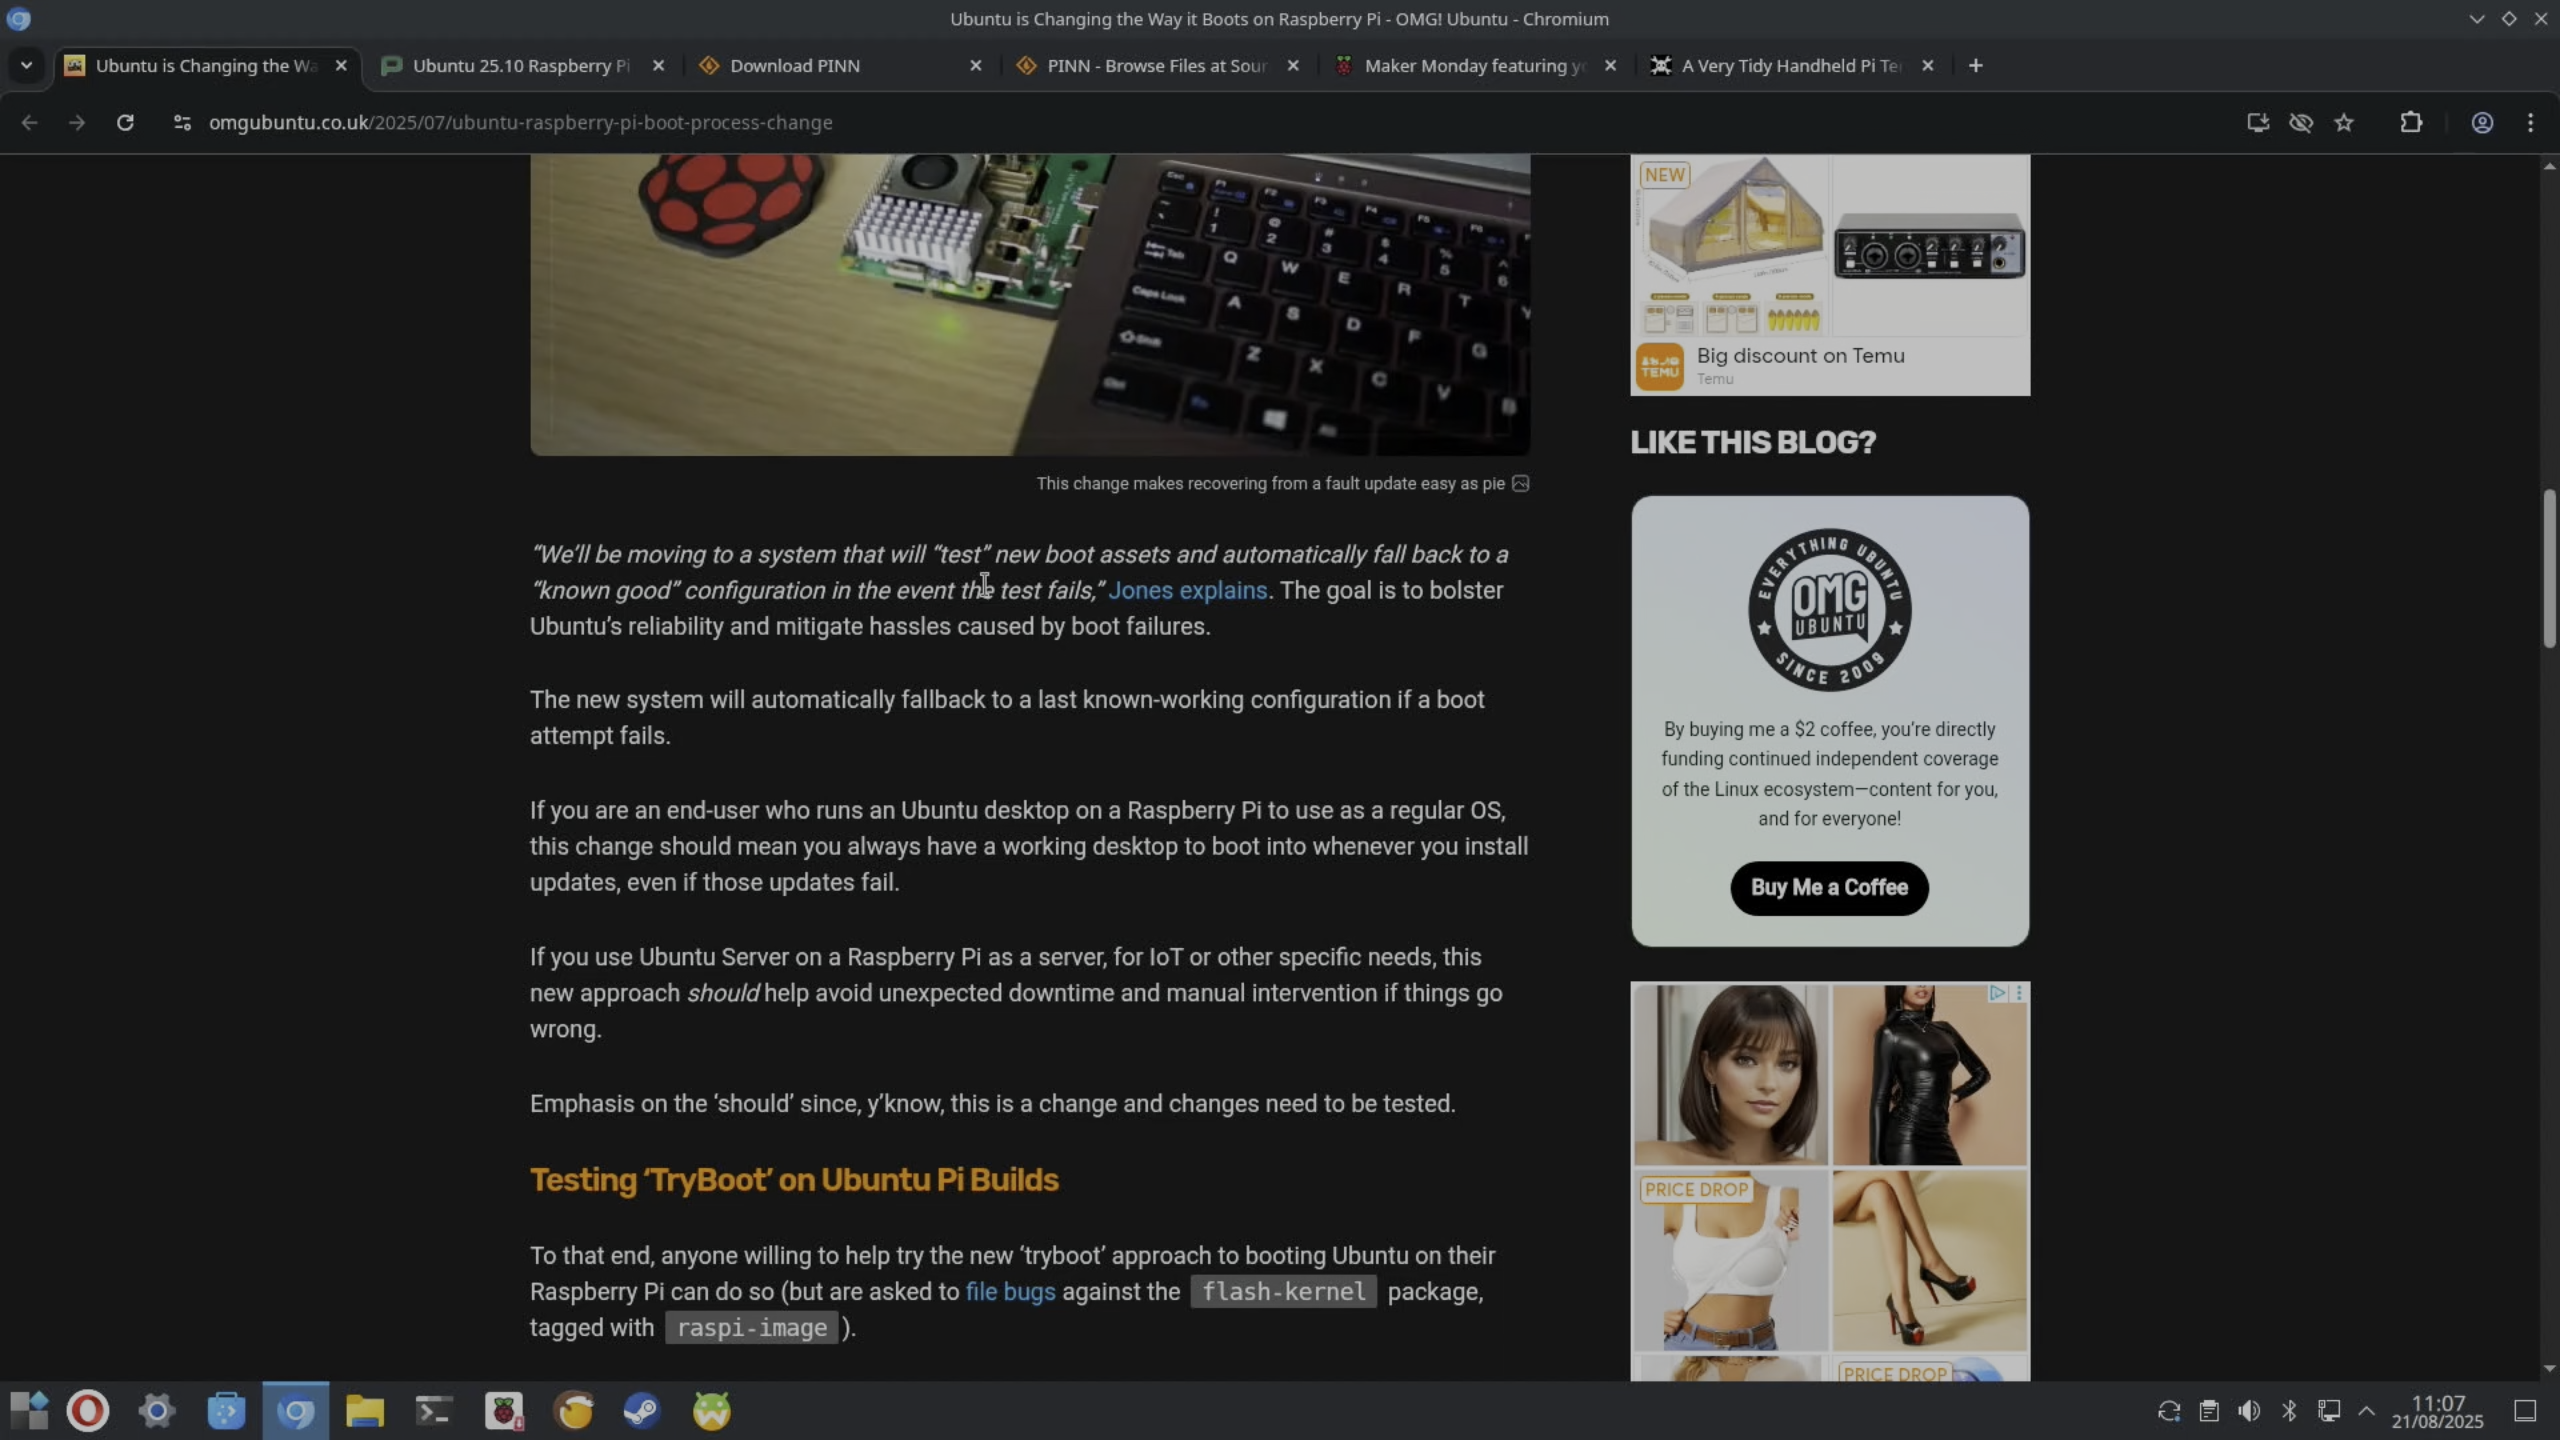 Ubuntu is Changing the Way it Boots on Raspberry Pi - OMG! Ubuntu - Chromium
Ubuntu is Changing the Wa
Ubuntu 25.10 Raspberry Pi
Download PINN
PINN - Browse Files at Sour
Maker Monday featuring yo
A Very Tidy Handheld Pi Te
omgubuntu.co.uk/2025/07/ubuntu-raspberry-pi-boot-process-change
This change makes recovering from a fault update easy as pie
“We’ll be moving to a system that will “test” new boot assets and automatically fall back to a
“known good” configuration in the event the test fails,” Jones explains. The goal is to bolster
Ubuntu’s reliability and mitigate hassles caused by boot failures.
The new system will automatically fallback to a last known-working configuration if a boot
attempt fails.
If you are an end-user who runs an Ubuntu desktop on a Raspberry Pi to use as a regular OS,
this change should mean you always have a working desktop to boot into whenever you install
updates, even if those updates fail.
If you use Ubuntu Server on a Raspberry Pi as a server, for IoT or other specific needs, this
new approach should help avoid unexpected downtime and manual intervention if things go
wrong.
Emphasis on the ‘should’ since, y’know, this is a change and changes need to be tested.
Testing ‘TryBoot’ on Ubuntu Pi Builds
To that end, anyone willing to help try the new ‘tryboot’ approach to booting Ubuntu on their
Raspberry Pi can do so (but are asked to file bugs against the flash-kernel package,
tagged with raspi-image ).
NEW
TEMU
Big discount on Temu
Temu
LIKE THIS BLOG?
EVERYTHING UBUNTU
OMG
UBUNTU
SINCE 2009
By buying me a $2 coffee, you’re directly
funding continued independent coverage
of the Linux ecosystem—content for you,
and for everyone!
Buy Me a Coffee
PRICE DROP
PRICE DROP
11:07
21/08/2025